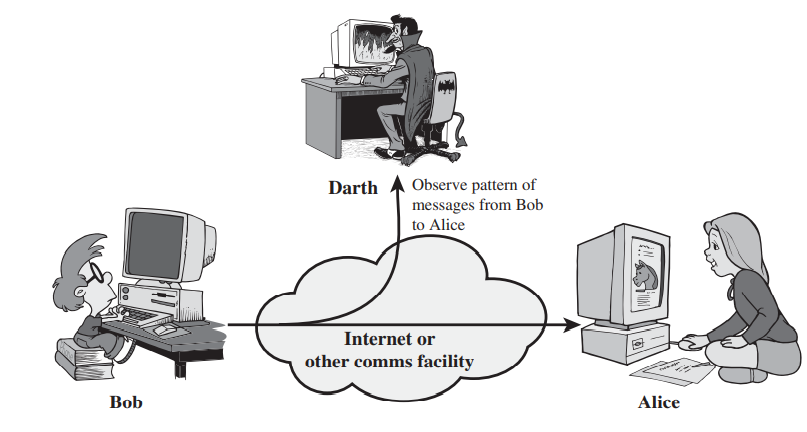 Darth
Observe pattern of
messages from Bob
to Alice
Internet or
other comms facility
Bob
Alice